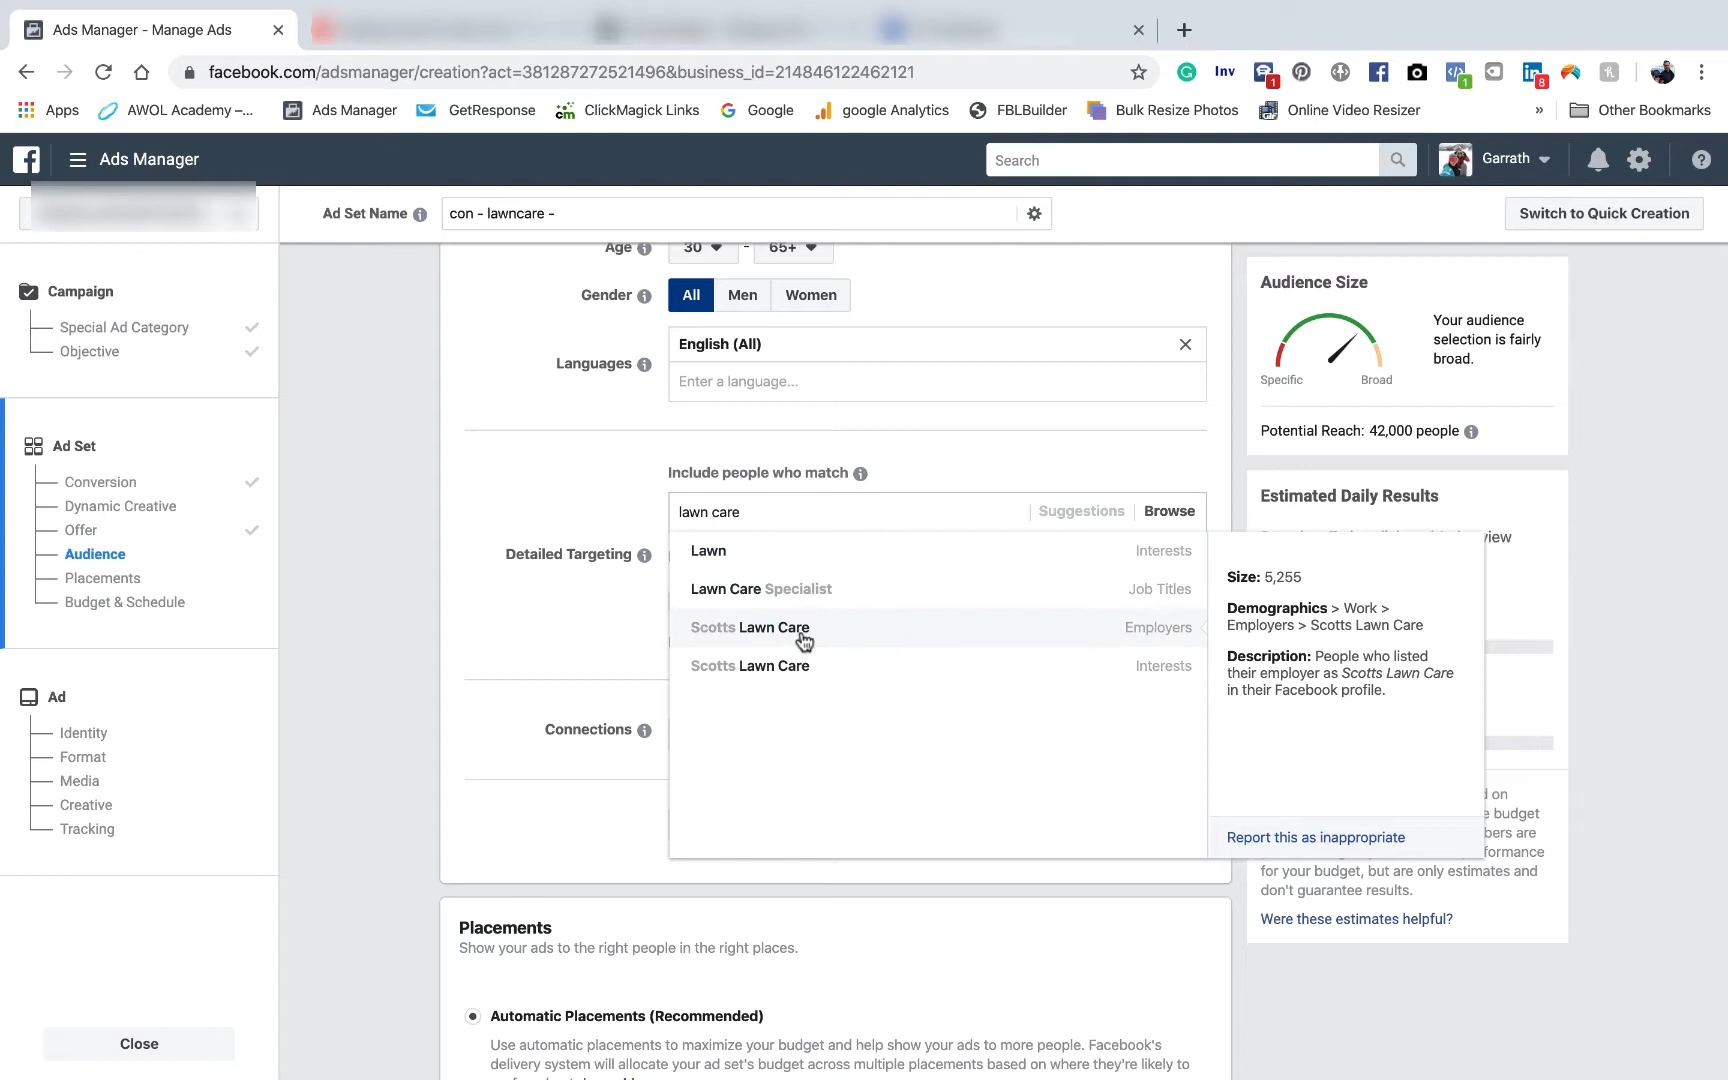 Ads Manager - Manage Ads
facebook.com/adsmanager/creation?act=381287272521496&business_id=214846122462121
Inv
1
1
8
Apps
AWOL Academy –...
Ads Manager
GetResponse
ClickMagick Links
Google
google Analytics
FBLBuilder
Bulk Resize Photos
Online Video Resizer
»
Other Bookmarks
Ads Manager
Search
Garrath
Ad Set Name
con - lawncare -
Switch to Quick Creation
Campaign
Special Ad Category
Objective
Ad Set
Conversion
Dynamic Creative
Offer
Audience
Placements
Budget & Schedule
Ad
Identity
Format
Media
Creative
Tracking
Close
Age
30
-
65+
Gender
All
Men
Women
Languages
English (All)
Enter a language...
Detailed Targeting
Include people who match
lawn care
Suggestions
Browse
Lawn
Interests
Lawn Care Specialist
Job Titles
Scotts Lawn Care
Employers
Scotts Lawn Care
Interests
Size: 5,255
Demographics > Work >
Employers > Scotts Lawn Care
Description: People who listed
their employer as Scotts Lawn Care
in their Facebook profile.
Report this as inappropriate
Connections
Placements
Show your ads to the right people in the right places.
Automatic Placements (Recommended)
Use automatic placements to maximize your budget and help show your ads to more people. Facebook's
delivery system will allocate your ad set's budget across multiple placements based on where they're likely to
Audience Size
Specific
Broad
Your audience
selection is fairly
broad.
Potential Reach: 42,000 people
Estimated Daily Results
on
budget
for your budget, but are only estimates and
don't guarantee results.
Were these estimates helpful?